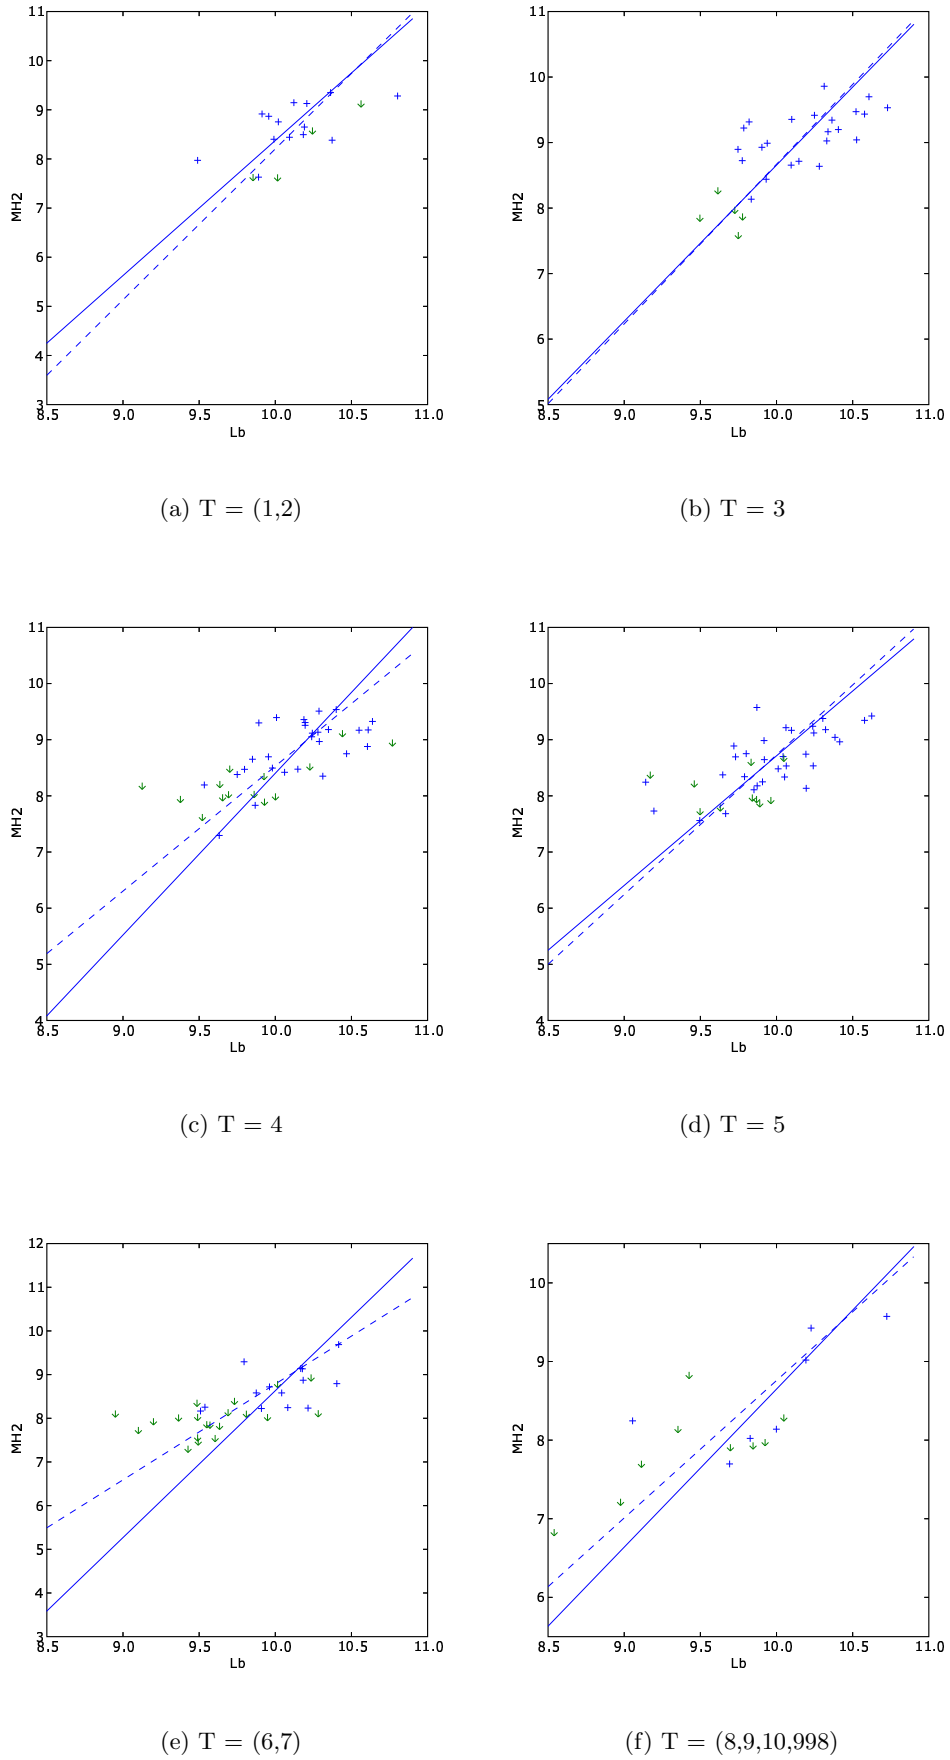 11
10
9
8
7
6
5
4
3
MH2
8.5 9.0 9.5 10.0 10.5 11.0
Lb
(a) T = (1,2)
11
10
9
8
7
6
5
MH2
8.5 9.0 9.5 10.0 10.5 11.0
Lb
(b) T = 3
11
10
9
8
7
6
5
4
MH2
8.5 9.0 9.5 10.0 10.5 11.0
Lb
(c) T = 4
11
10
9
8
7
6
5
4
MH2
8.5 9.0 9.5 10.0 10.5 11.0
Lb
(d) T = 5
12
11
10
9
8
7
6
5
4
3
MH2
8.5 9.0 9.5 10.0 10.5 11.0
Lb
(e) T = (6,7)
10
9
8
7
6
MH2
8.5 9.0 9.5 10.0 10.5 11.0
Lb
(f) T = (8,9,10,998)